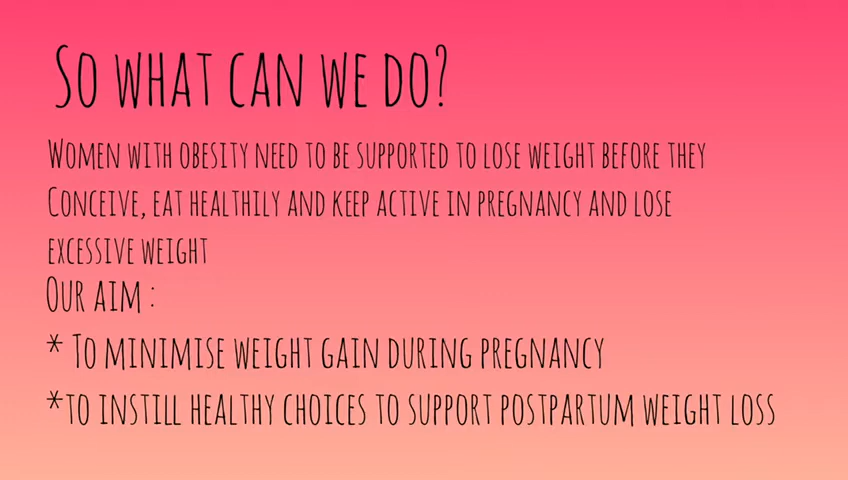 So what can we do?
Women with obesity need to be supported to lose weight before they
Conceive, eat healthily and keep active in pregnancy and lose
excessive weight
Our aim :
* To minimise weight gain during pregnancy
*to instill healthy choices to support postpartum weight loss